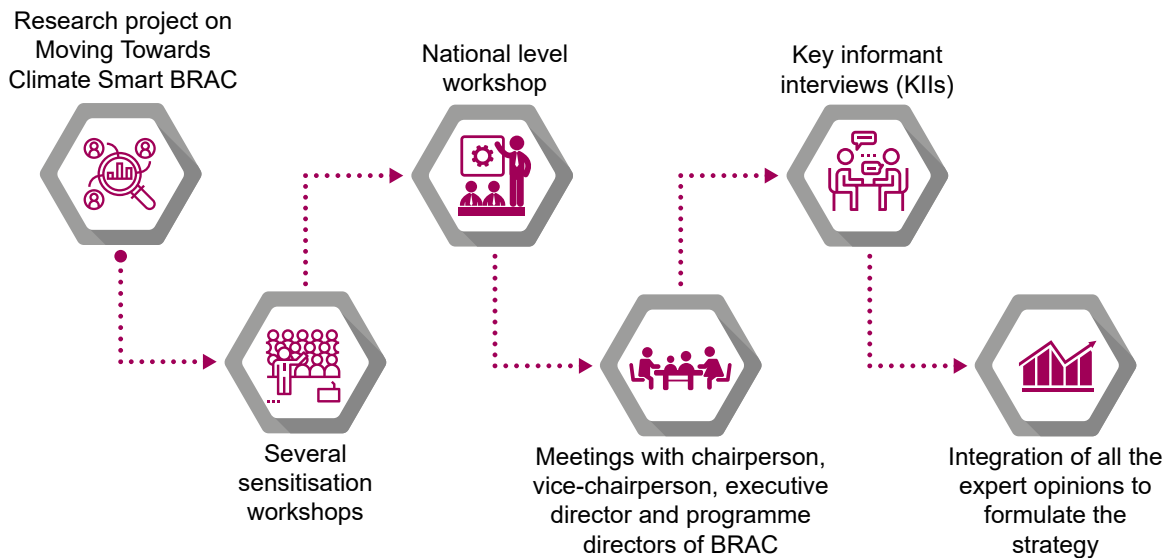 Research project on
Moving Towards
Climate Smart BRAC
Several
sensitisation
workshops
National level
workshop
Meetings with chairperson,
vice-chairperson, executive
director and programme
directors of BRAC
Key informant
interviews (KIIs)
Integration of all the
expert opinions to
formulate the
strategy